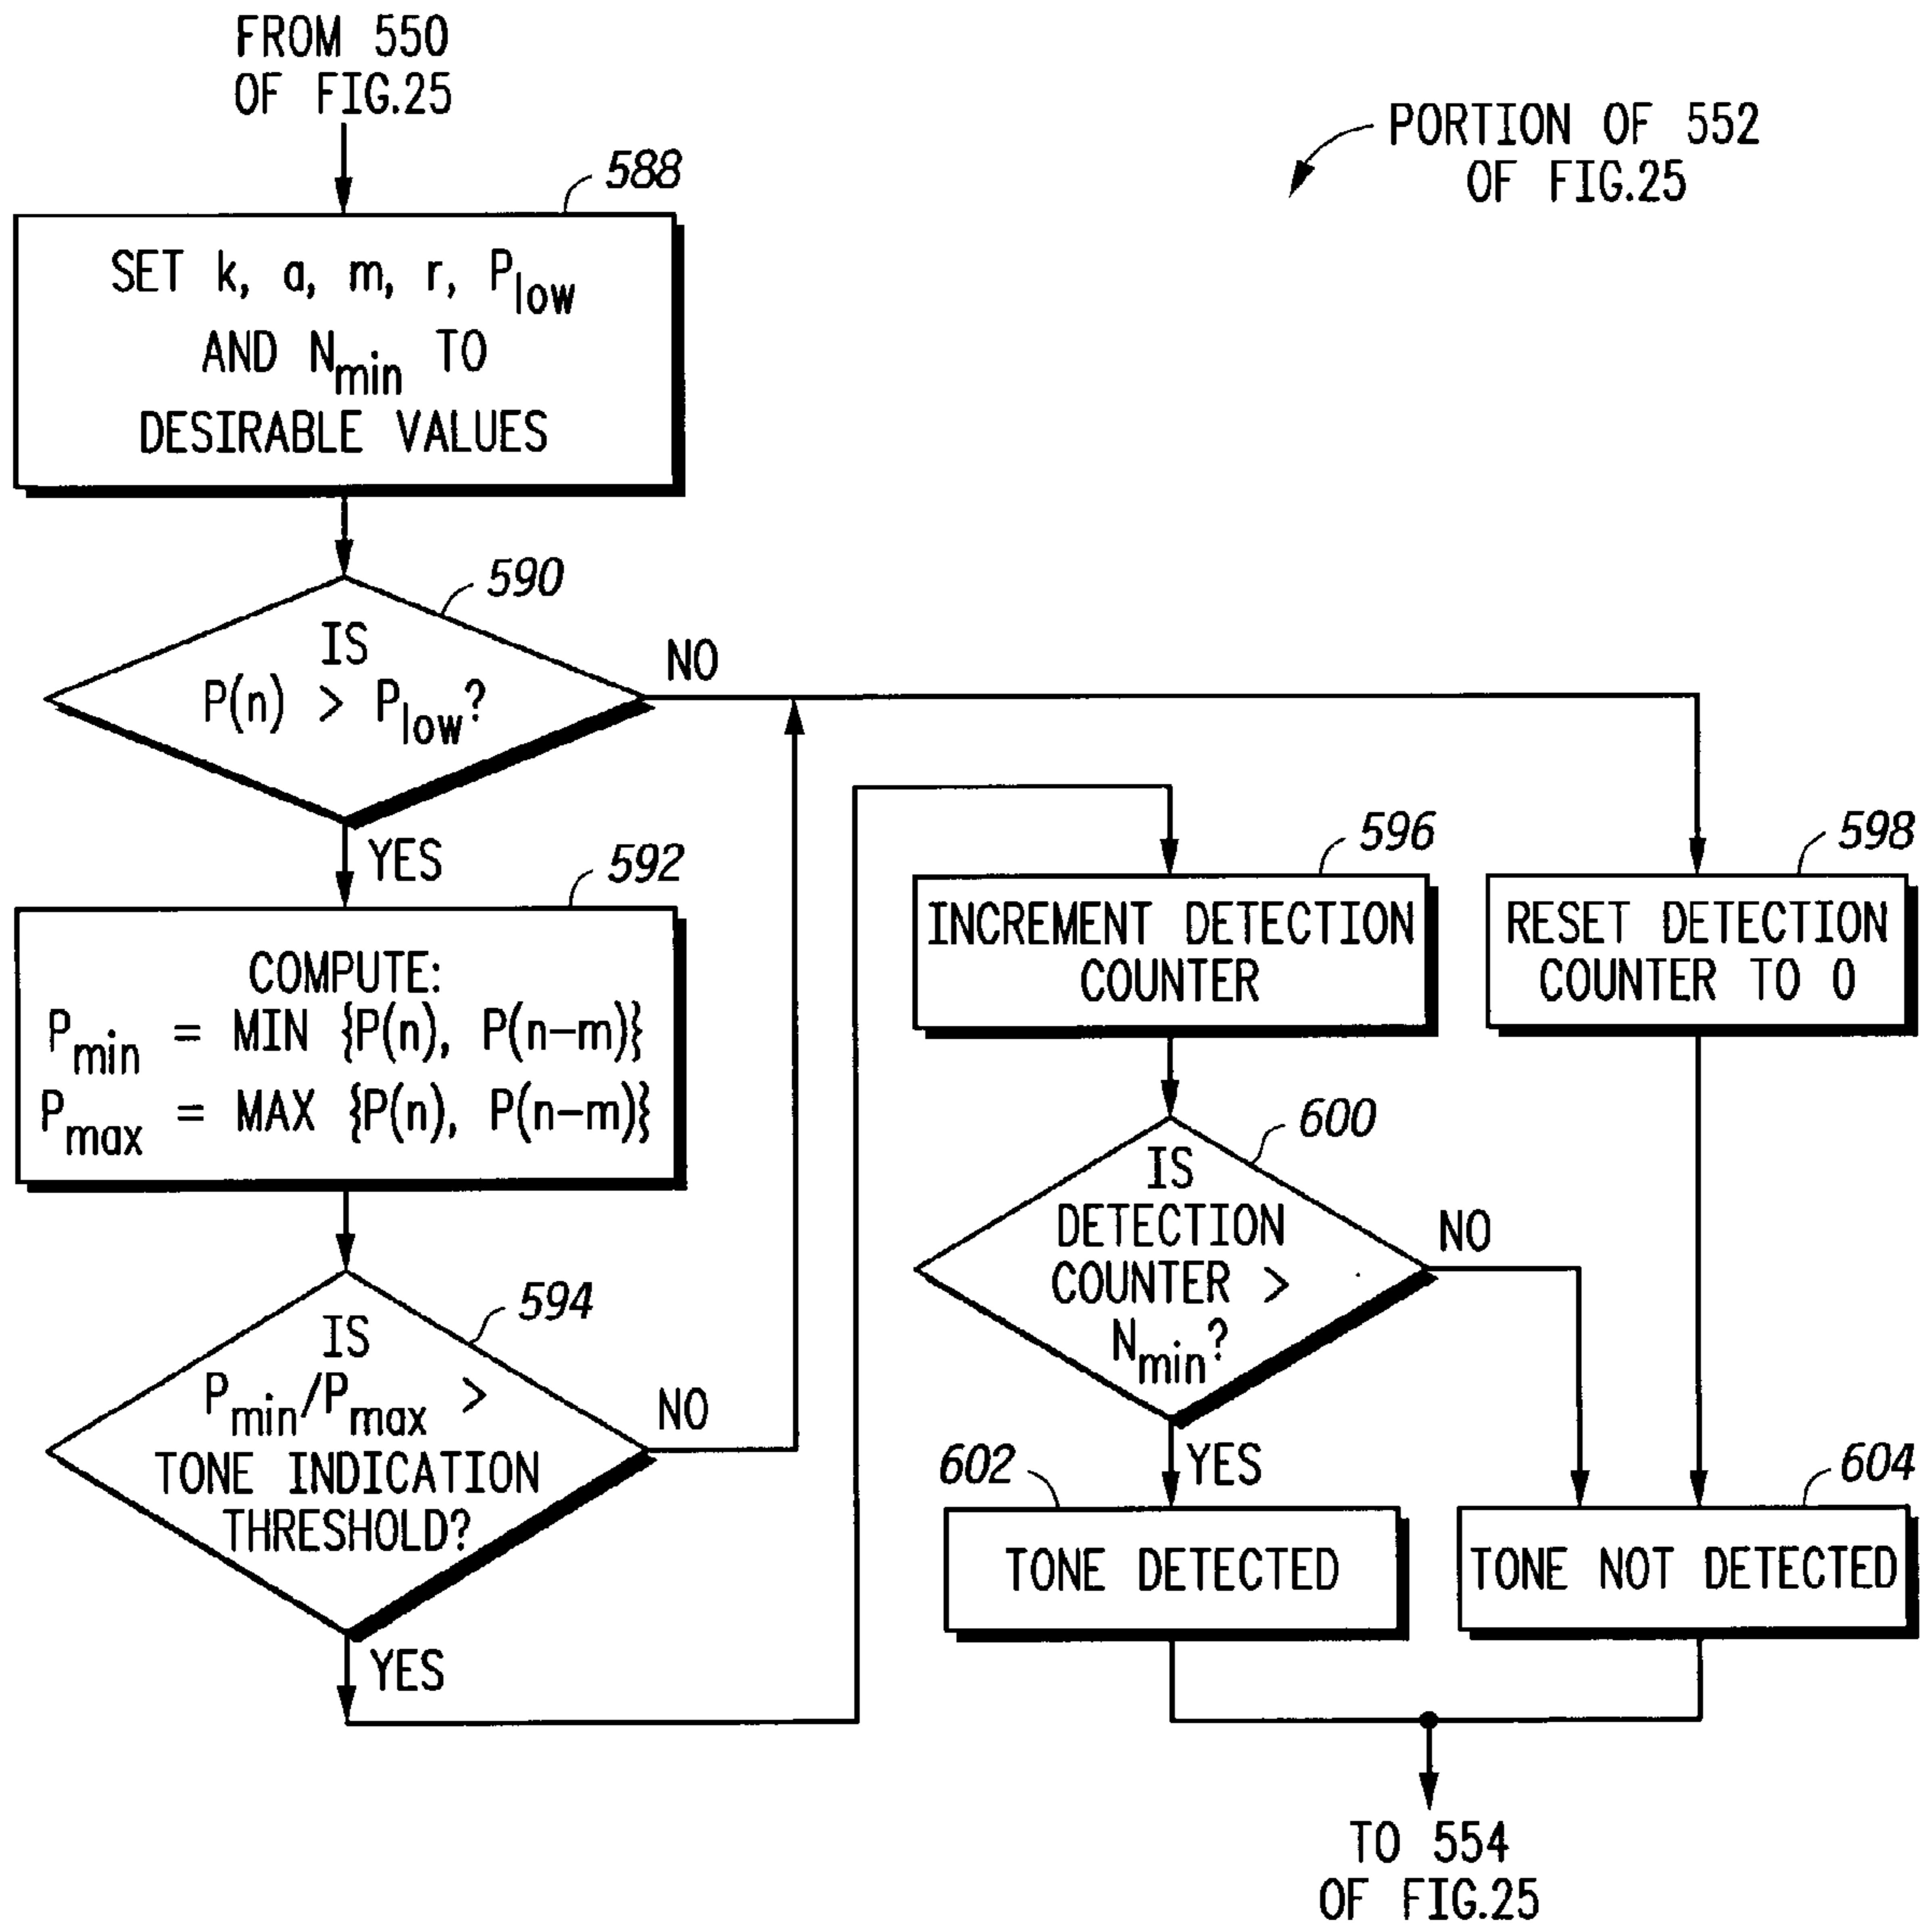 FROM 550
OF FIG.25
PORTION OF 552
OF FIG.25
588
SET k, a, m, r, Plow
AND Nmin TO
DESIRABLE VALUES
590
IS
P(n) > Plow?
NO
YES
592
COMPUTE:
Pmin = MIN {P(n), P(n-m)}
Pmax = MAX {P(n), P(n-m)}
594
IS
Pmin/Pmax >
TONE INDICATION
THRESHOLD?
NO
YES
596
INCREMENT DETECTION
COUNTER
598
RESET DETECTION
COUNTER TO 0
600
IS
DETECTION
COUNTER >
Nmin?
NO
YES
602
TONE DETECTED
604
TONE NOT DETECTED
TO 554
OF FIG.25